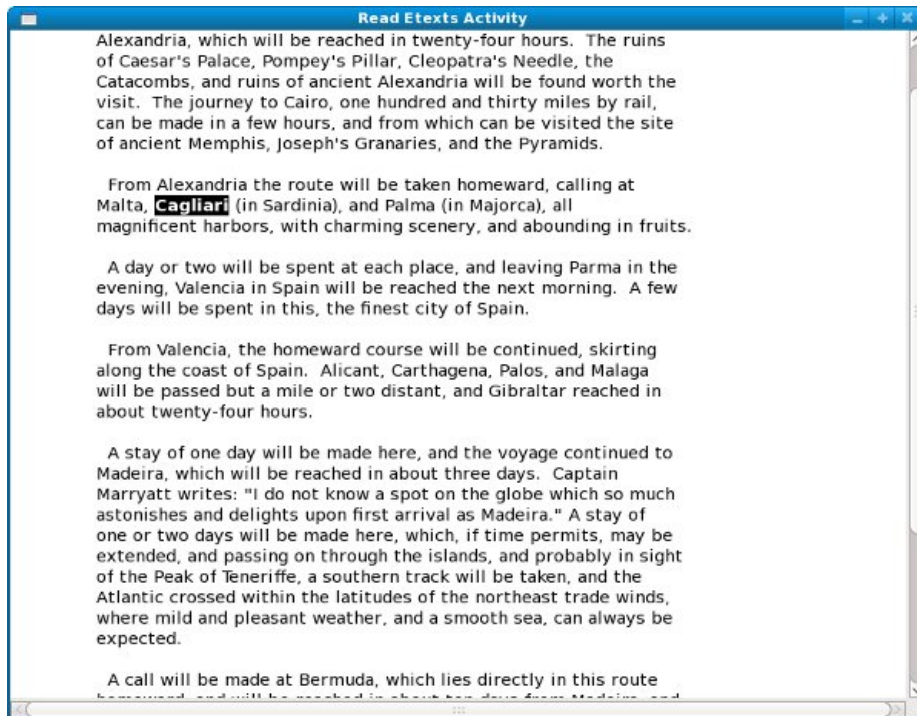 Read Etexts Activity
Alexandria, which will be reached in twenty-four hours.  The ruins
of Caesar's Palace, Pompey's Pillar, Cleopatra's Needle, the
Catacombs, and ruins of ancient Alexandria will be found worth the
visit.  The journey to Cairo, one hundred and thirty miles by rail,
can be made in a few hours, and from which can be visited the site
of ancient Memphis, Joseph's Granaries, and the Pyramids.
From Alexandria the route will be taken homeward, calling at
Malta, Cagliari (in Sardinia), and Palma (in Majorca), all
magnificent harbors, with charming scenery, and abounding in fruits.
A day or two will be spent at each place, and leaving Parma in the
evening, Valencia in Spain will be reached the next morning.  A few
days will be spent in this, the finest city of Spain.
From Valencia, the homeward course will be continued, skirting
along the coast of Spain.  Alicant, Carthagena, Palos, and Malaga
will be passed but a mile or two distant, and Gibraltar reached in
about twenty-four hours.
A stay of one day will be made here, and the voyage continued to
Madeira, which will be reached in about three days.  Captain
Marryatt writes: "I do not know a spot on the globe which so much
astonishes and delights upon first arrival as Madeira." A stay of
one or two days will be made here, which, if time permits, may be
extended, and passing on through the islands, and probably in sight
of the Peak of Teneriffe, a southern track will be taken, and the
Atlantic crossed within the latitudes of the northeast trade winds,
where mild and pleasant weather, and a smooth sea, can always be
expected.
A call will be made at Bermuda, which lies directly in this route
homeward, and will be reached in about ten days from Madeira, and